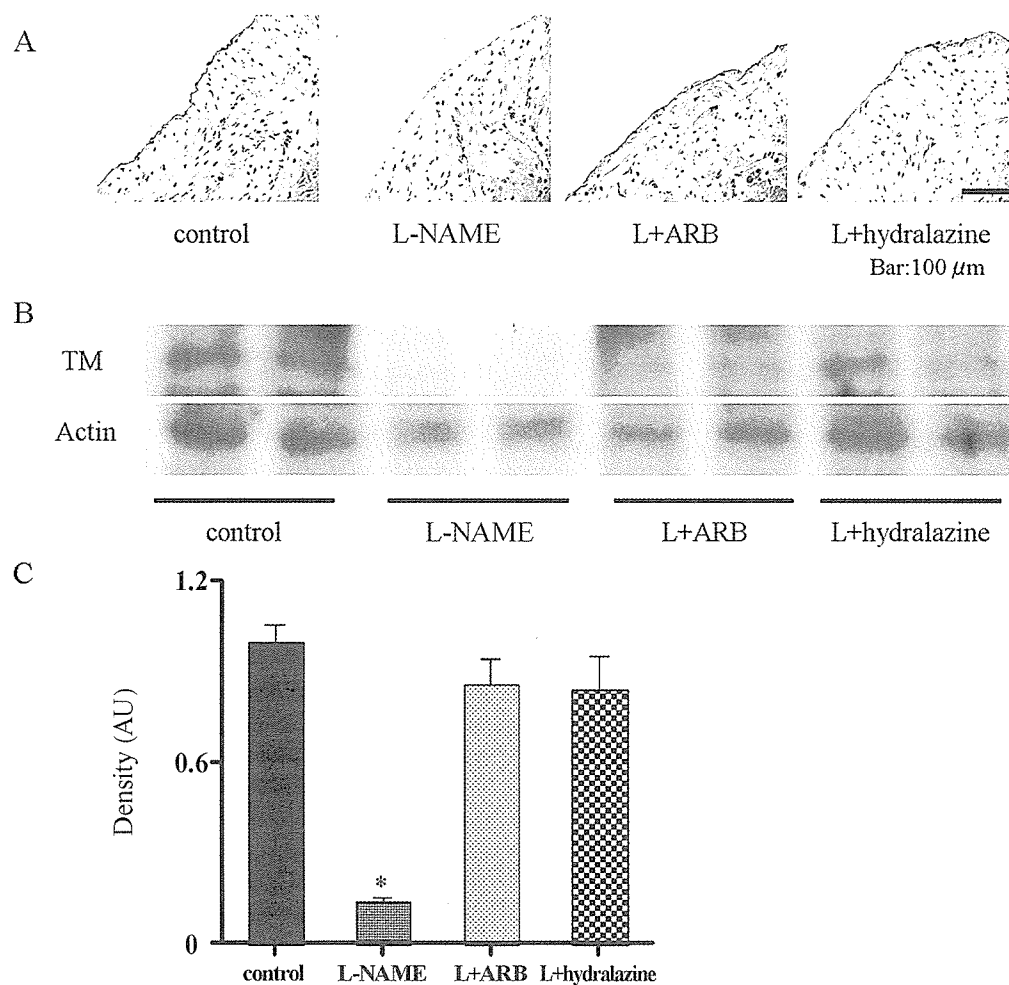 A
control
L-NAME
L+ARB
L+hydralazine
Bar:100 μm
B
TM
Actin
control
L-NAME
L+ARB
L+hydralazine
C
1.2
0.6
0
Density (AU)
*
control
L-NAME
L+ARB
L+hydralazine